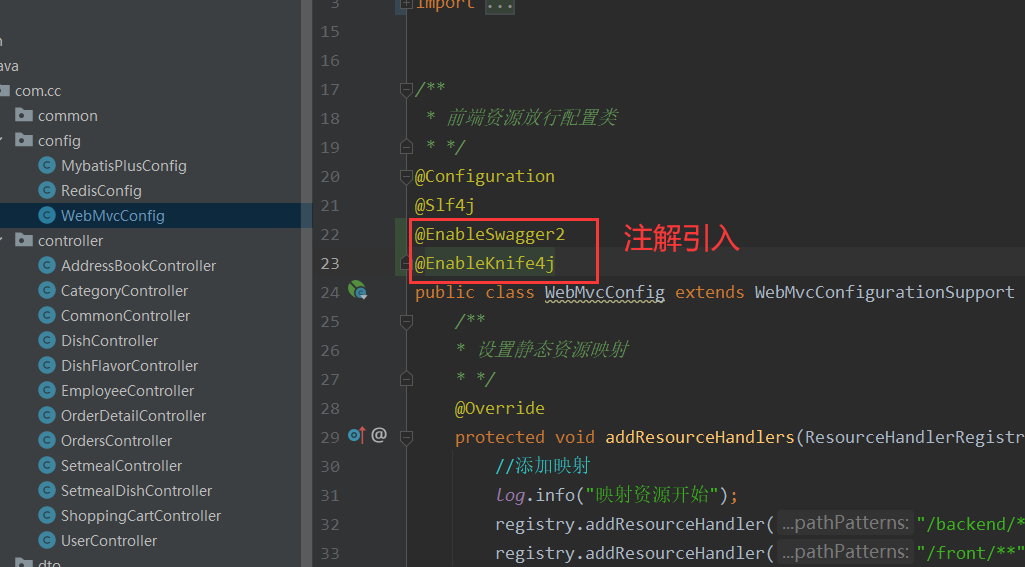 ava
com.cc
common
config
MybatisPlusConfig
RedisConfig
WebMvcConfig
controller
AddressBookController
CategoryController
CommonController
DishController
DishFlavorController
EmployeeController
OrderDetailController
OrdersController
SetmealController
SetmealDishController
ShoppingCartController
UserController
dto
3 import ...
15
16
17 /**
18 * 前端资源放行配置类
19 * */
20 @Configuration
21 @Slf4j
22 @EnableSwagger2
23 @EnableKnife4j
注解引入
24 public class WebMvcConfig extends WebMvcConfigurationSupport
25 /**
26 * 设置静态资源映射
27 * */
28 @Override
29 @ protected void addResourceHandlers(ResourceHandlerRegistr
30 //添加映射
31 log.info("映射资源开始");
32 registry.addResourceHandler( ...pathPatterns: "/backend/*
33 registry.addResourceHandler( ...pathPatterns: "/front/**"